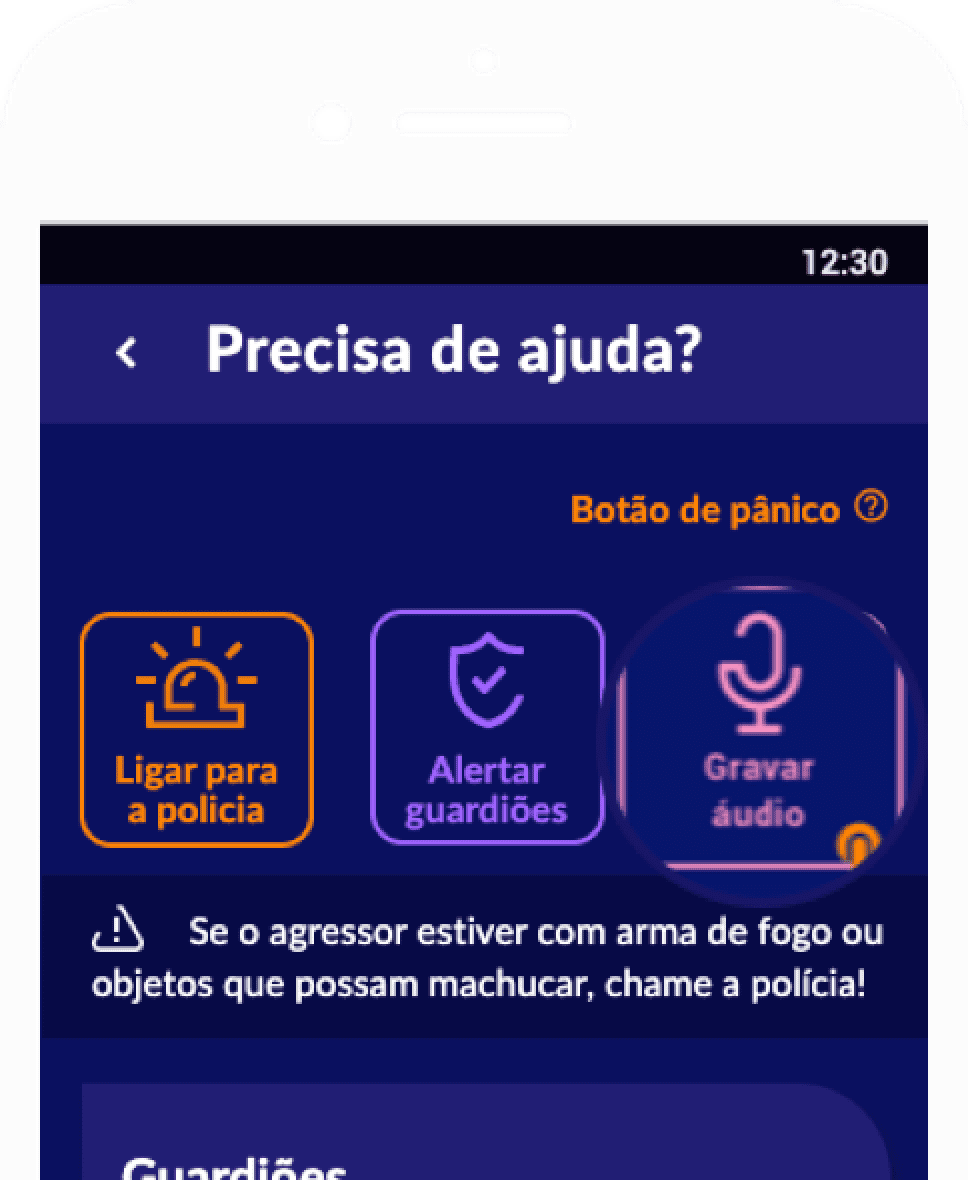 12:30
Precisa de ajuda?
Botão de pânico
Ligar para
a policia
Alertar
guardiões
Gravar
áudio
Se o agressor estiver com arma de fogo ou
objetos que possam machucar, chame a polícia!
Guardiões